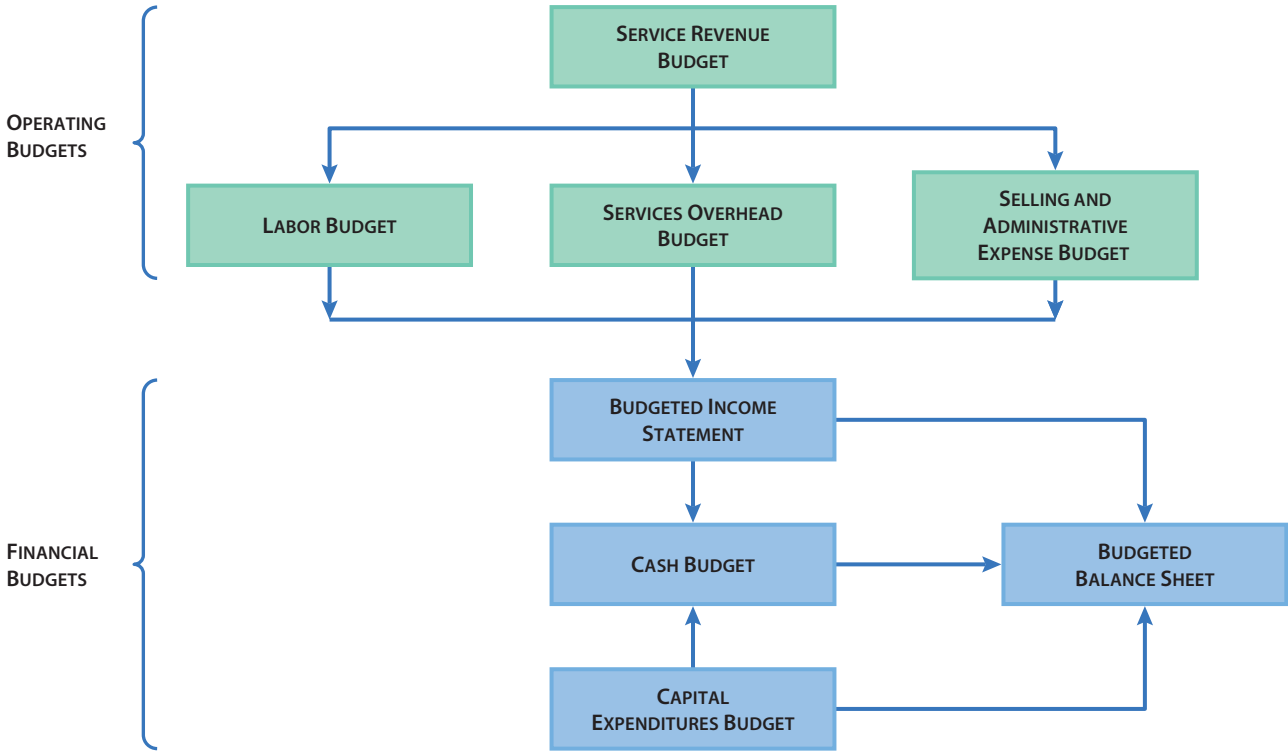 SERVICE REVENUE
BUDGET
OPERATING
BUDGETS
LABOR BUDGET
SERVICES OVERHEAD
BUDGET
SELLING AND
ADMINISTRATIVE
EXPENSE BUDGET
BUDGETED INCOME
STATEMENT
FINANCIAL
BUDGETS
CASH BUDGET
BUDGETED
BALANCE SHEET
CAPITAL
EXPENDITURES BUDGET